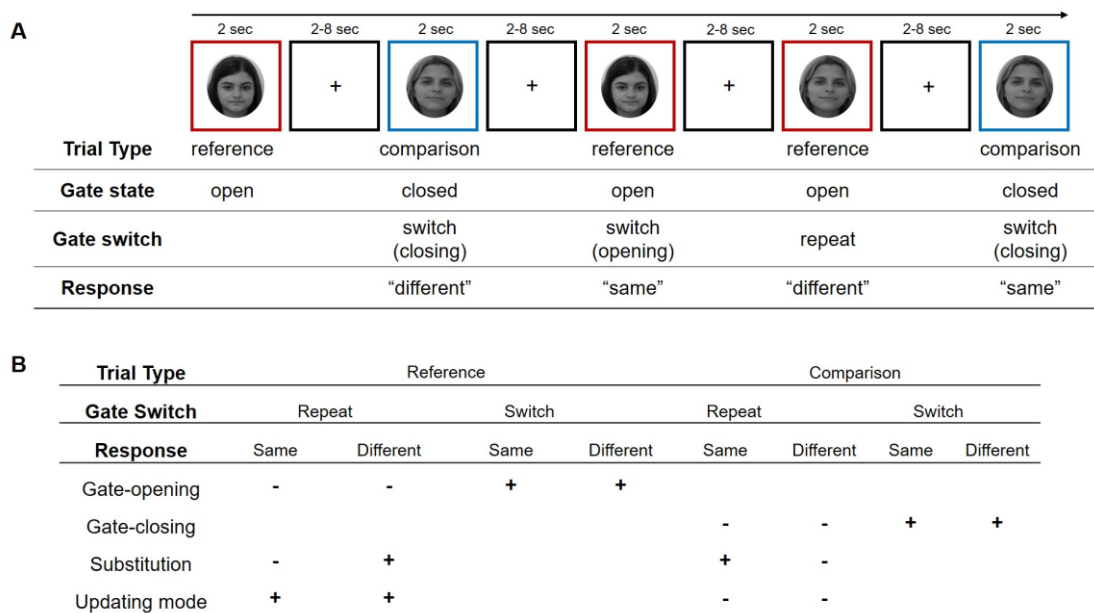 A
2 sec 2-8 sec 2 sec 2-8 sec 2 sec 2-8 sec 2 sec 2-8 sec 2 sec
+ + + +
Trial Type reference comparison reference reference comparison
Gate state open closed open open closed
Gate switch switch (closing) switch (opening) repeat switch (closing)
Response “different” “same” “different” “same”
B
Trial Type Reference Comparison
Gate Switch Repeat Switch Repeat Switch
Response Same Different Same Different Same Different Same Different
Gate-opening - - + +
Gate-closing - - + +
Substitution - + + -
Updating mode + + - -